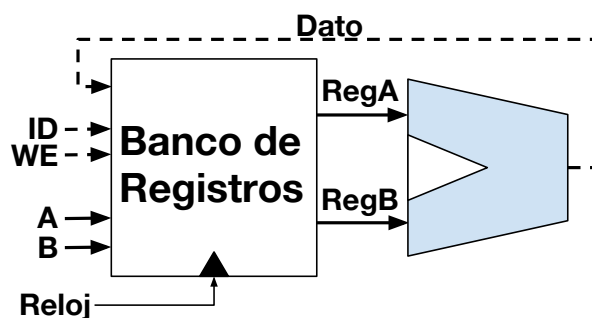 Dato
RegA
ID
WE
Banco de
Registros
A
B
RegB
Reloj